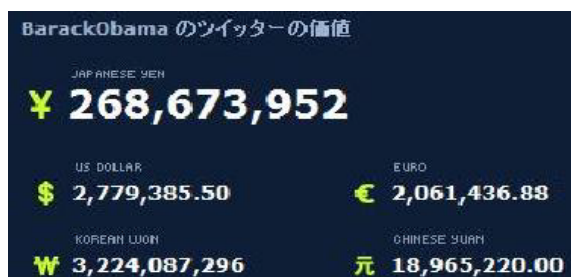 BarackObama のツイッターの価値
JAPANESE YEN
¥ 268,673,952
US DOLLAR
$ 2,779,385.50
EURO
€ 2,061,436.88
KOREAN WON
₩ 3,224,087,296
CHINESE YUAN
元 18,965,220.00